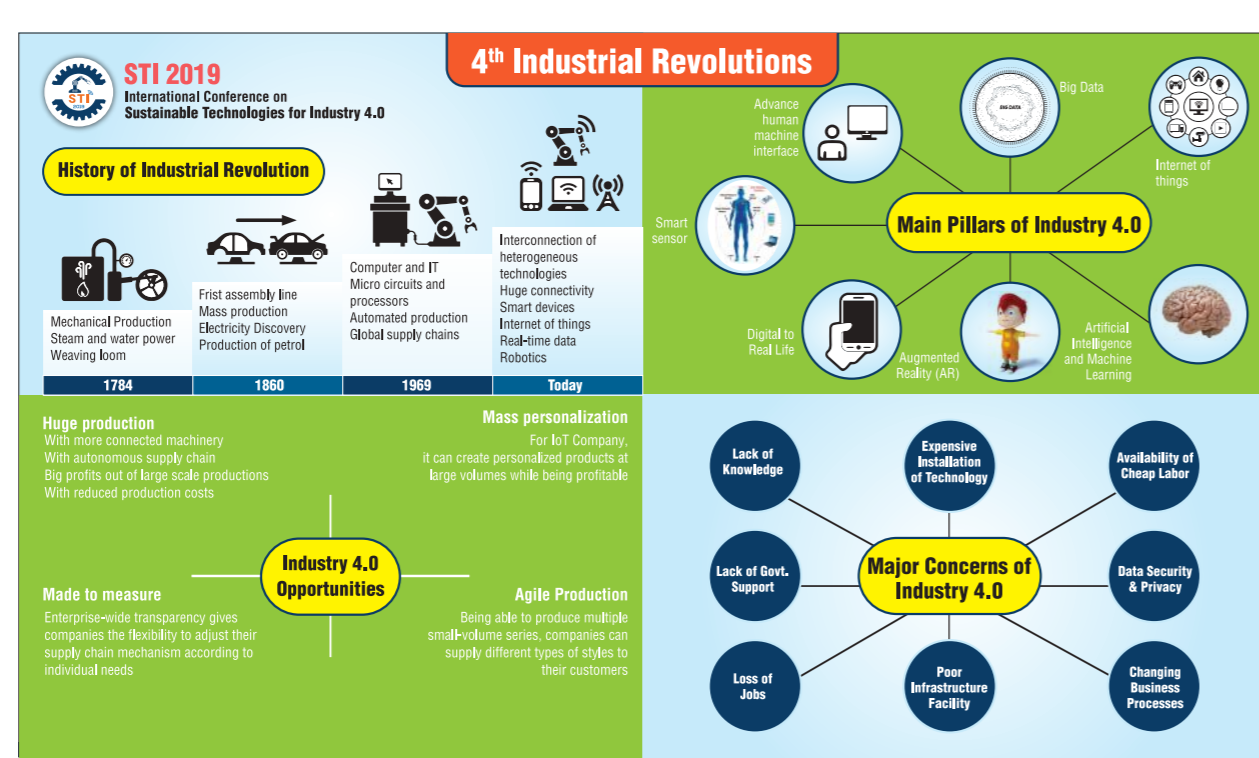 4th Industrial Revolutions
STI
2019
STI 2019
International Conference on
Sustainable Technologies for Industry 4.0
History of Industrial Revolution
Mechanical Production
Steam and water power
Weaving loom
1784
Frist assembly line
Mass production
Electricity Discovery
Production of petrol
1860
Computer and IT
Micro circuits and
processors
Automated production
Global supply chains
1969
Interconnection of
heterogeneous
technologies
Huge connectivity
Smart devices
Internet of things
Real-time data
Robotics
Today
Main Pillars of Industry 4.0
Advance
human
machine
interface
BIG DATA
Big Data
Internet of
things
Smart
sensor
Digital to
Real Life
Augmented
Reality (AR)
Artificial
Intelligence
and Machine
Learning
Huge production
With more connected machinery
With autonomous supply chain
Big profits out of large scale productions
With reduced production costs
Mass personalization
For IoT Company,
it can create personalized products at
large volumes while being profitable
Industry 4.0
Opportunities
Made to measure
Enterprise-wide transparency gives
companies the flexibility to adjust their
supply chain mechanism according to
individual needs
Agile Production
Being able to produce multiple
small-volume series, companies can
supply different types of styles to
their customers
Lack of
Knowledge
Expensive
Installation
of Technology
Availability of
Cheap Labor
Lack of Govt.
Support
Major Concerns of
Industry 4.0
Data Security
& Privacy
Loss of
Jobs
Poor
Infrastructure
Facility
Changing
Business
Processes